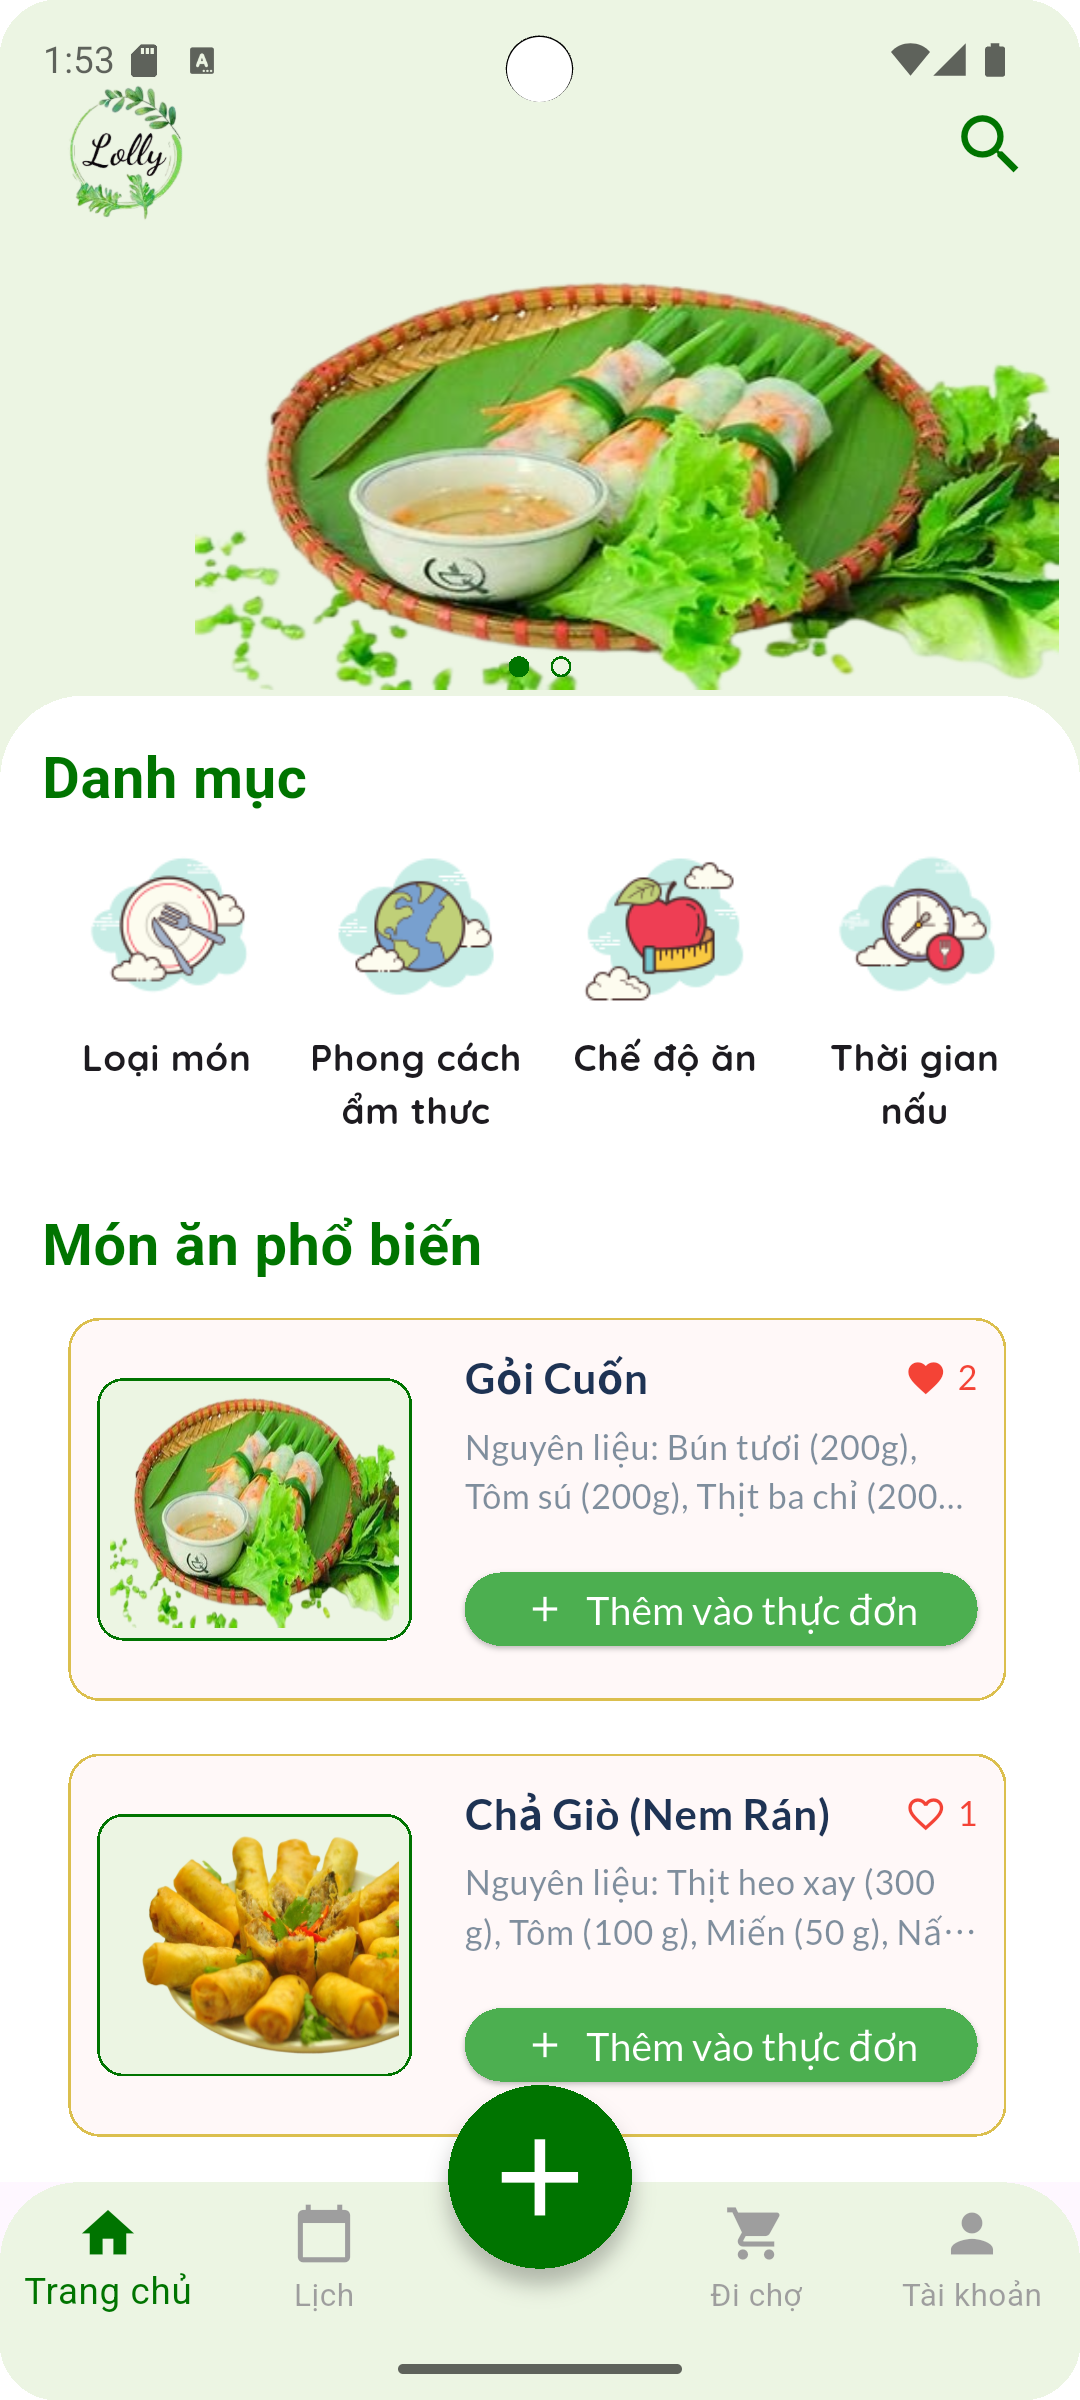 1:53
Lolly
Danh mục
Loại món
Phong cách
ẩm thưc
Chế độ ăn
Thời gian
nấu
Món ăn phổ biến
Gỏi Cuốn
2
Nguyên liệu: Bún tươi (200g),
Tôm sú (200g), Thịt ba chỉ (200...
+ Thêm vào thực đơn
Chả Giò (Nem Rán)
1
Nguyên liệu: Thịt heo xay (300
g), Tôm (100 g), Miến (50 g), Nấ...
+ Thêm vào thực đơn
Trang chủ
Lịch
Đi chợ
Tài khoản